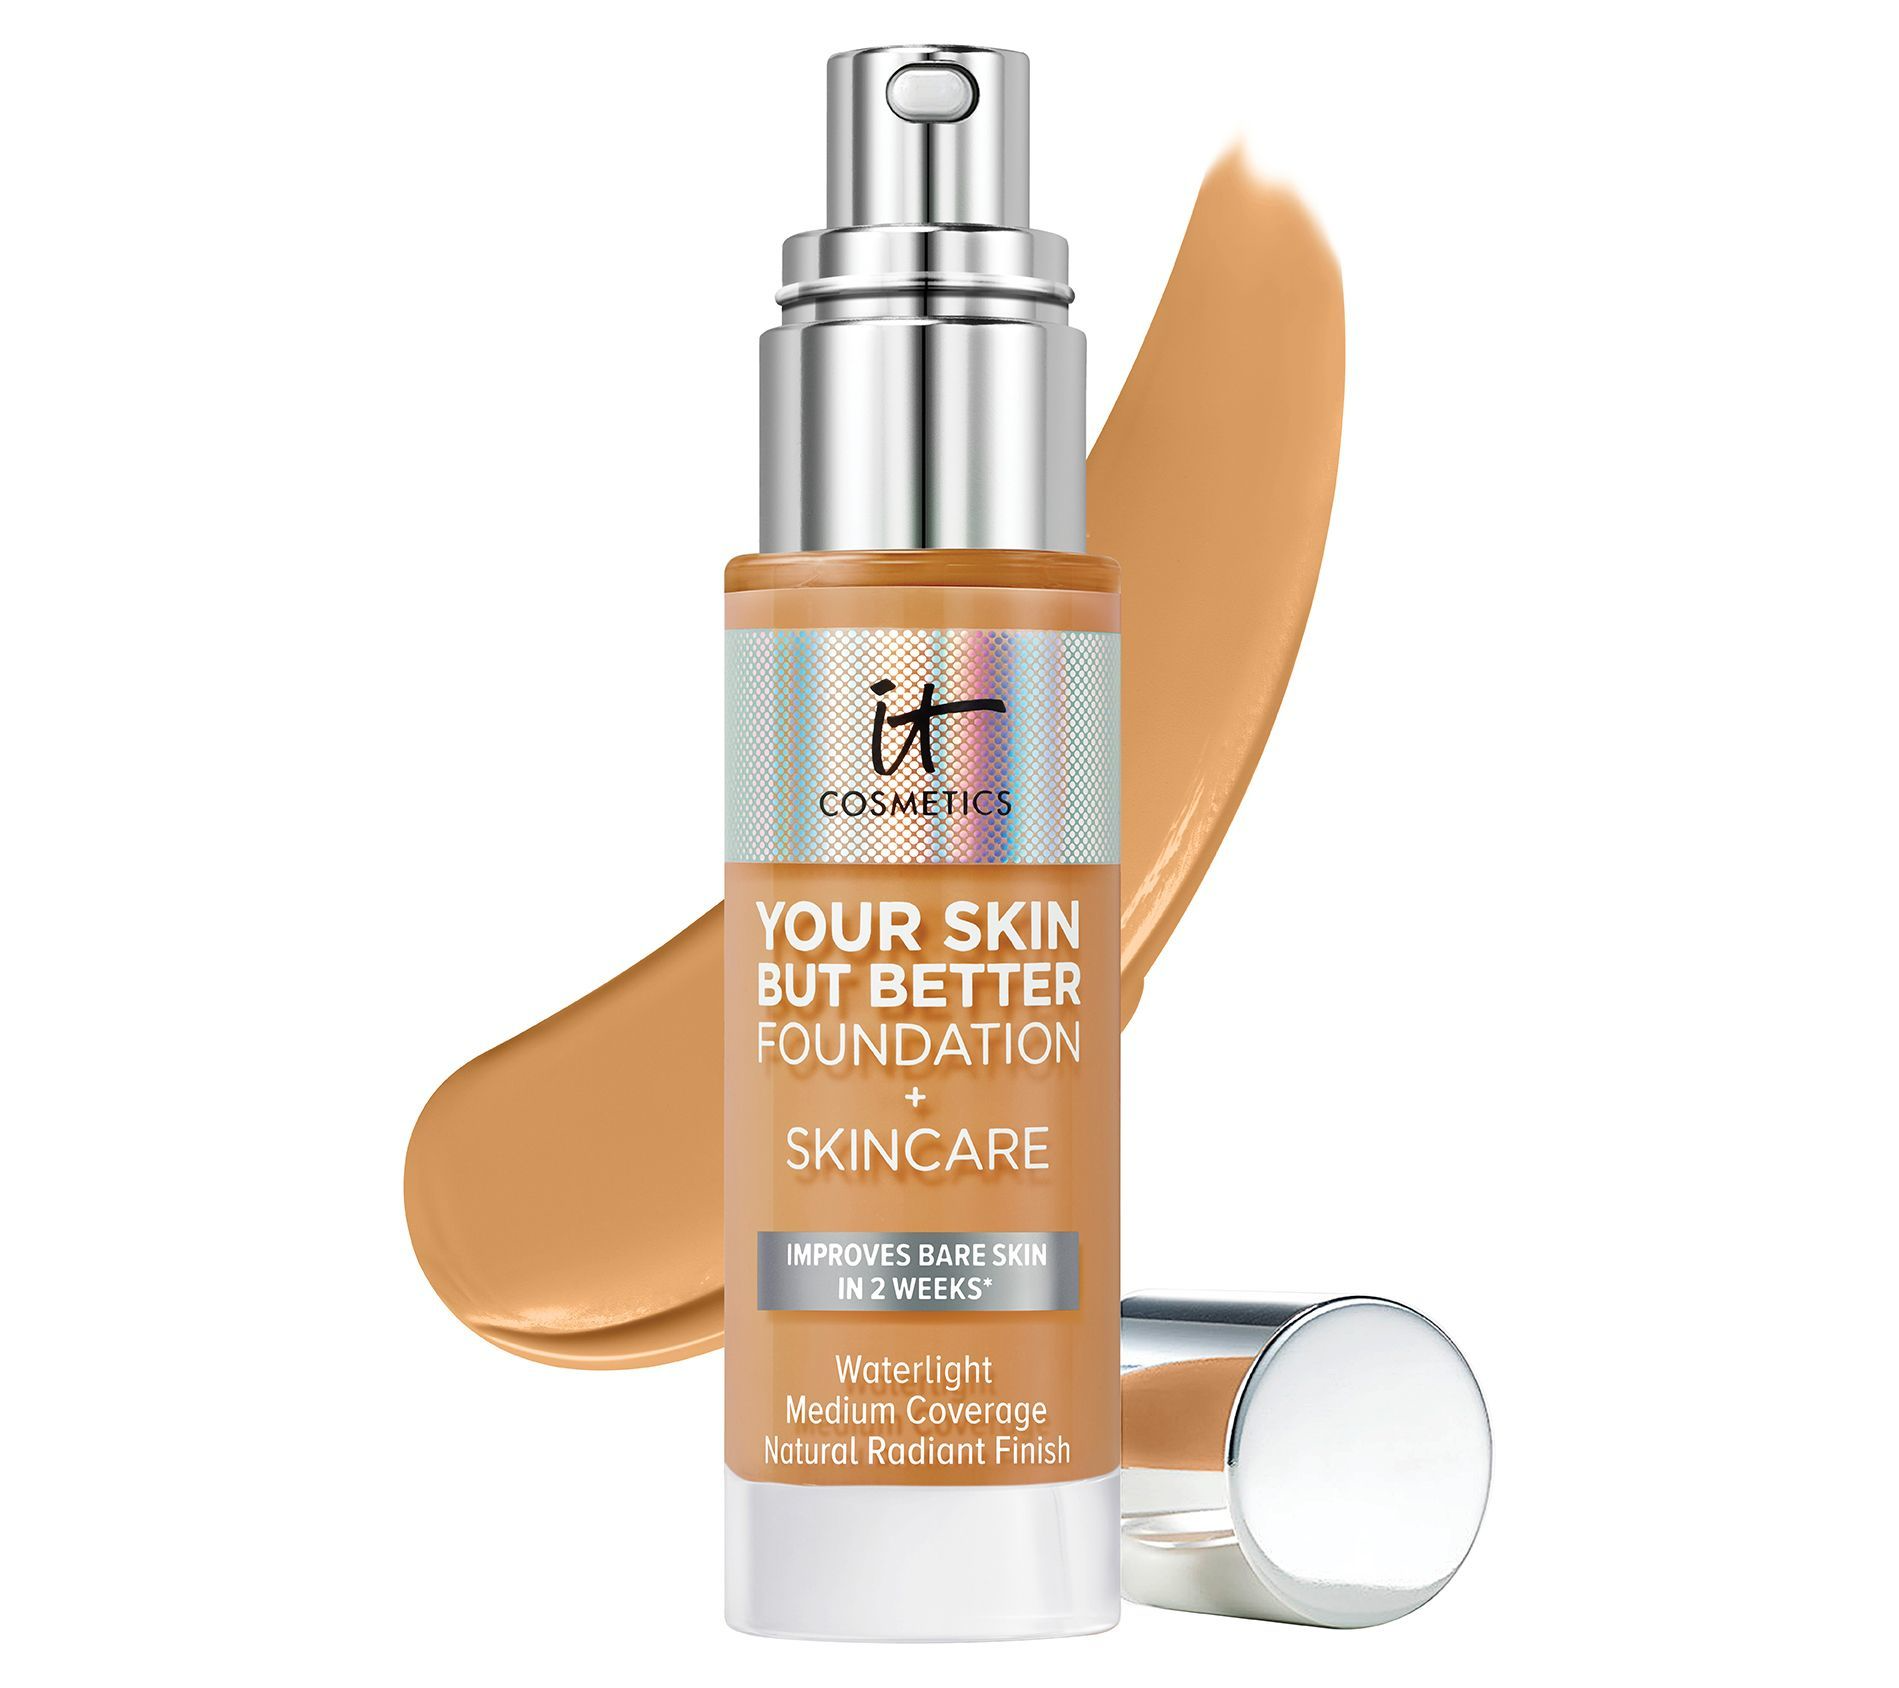 it
COSMETICS
YOUR SKIN
BUT BETTER
FOUNDATION
+
SKINCARE
IMPROVES BARE SKIN
IN 2 WEEKS*
Waterlight
Medium Coverage
Natural Radiant Finish